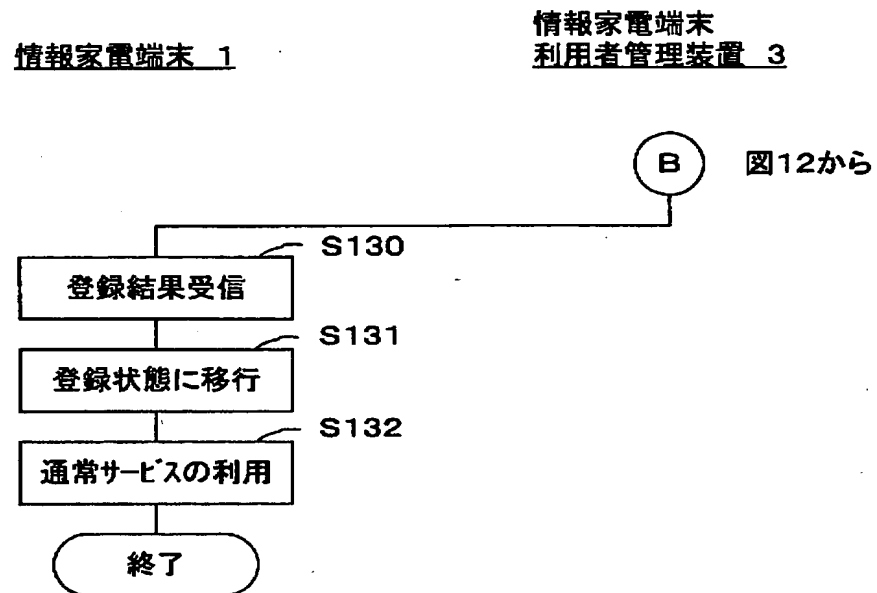 情報家電端末 1
情報家電端末
利用者管理装置 3
B
図12から
S130
登録結果受信
S131
登録状態に移行
S132
通常サービスの利用
終了